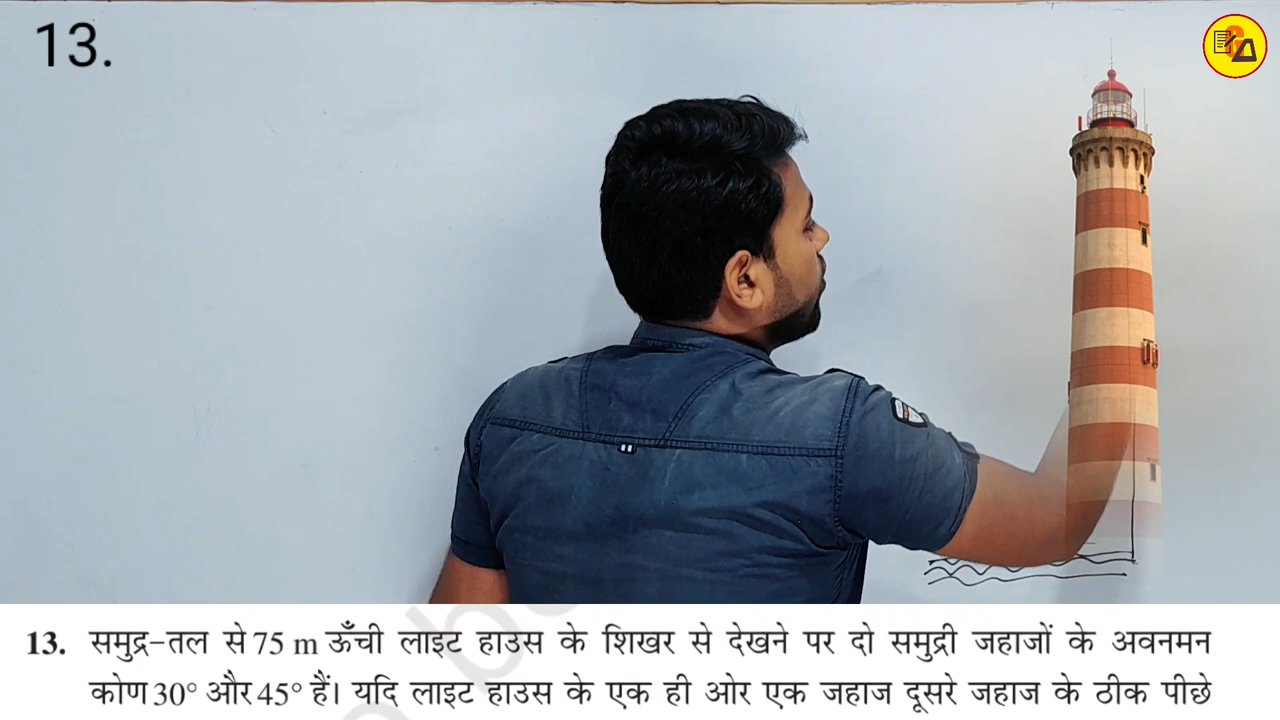 13.
13. समुद्र-तल से 75 m ऊँची लाइट हाउस के शिखर से देखने पर दो समुद्री जहाजों के अवनमन
कोण 30° और 45° हैं। यदि लाइट हाउस के एक ही ओर एक जहाज दूसरे जहाज के ठीक पीछे